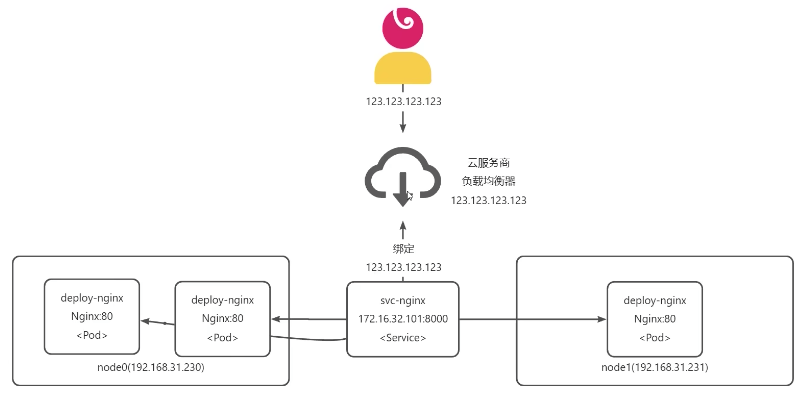 123.123.123.123
云服务商
负载均衡器
123.123.123.123
绑定
123.123.123.123
deploy-nginx
Nginx:80
<Pod>
deploy-nginx
Nginx:80
<Pod>
node0(192.168.31.230)
svc-nginx
172.16.32.101:8000
<Service>
deploy-nginx
Nginx:80
<Pod>
node1(192.168.31.231)